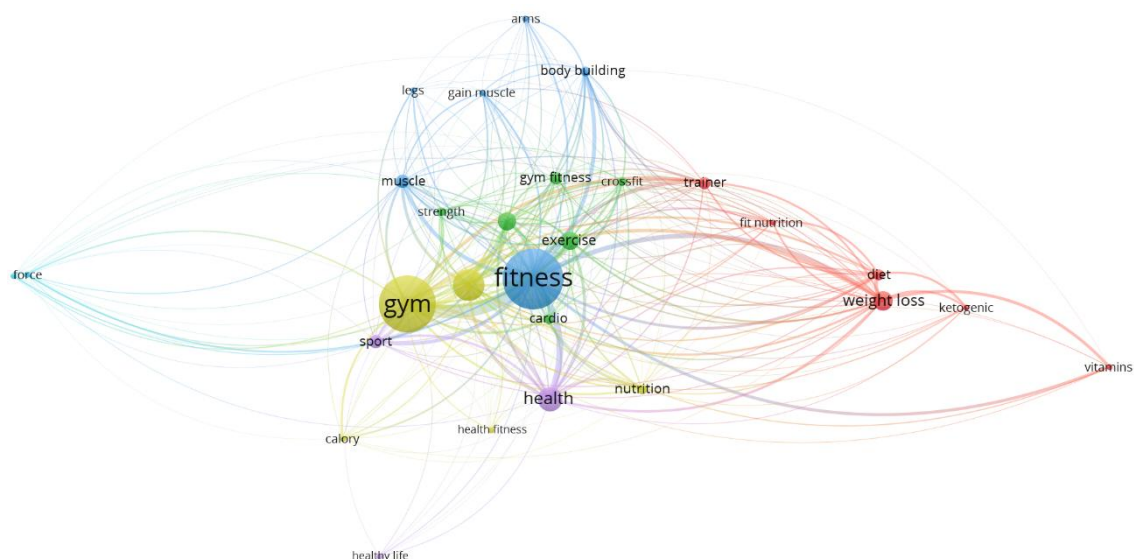 arms
body building
legs
gain muscle
muscle
gym fitness
crossfit
trainer
strength
fit nutrition
exercise
force
fitness
diet
gym
weight loss
ketogenic
cardio
sport
vitamins
nutrition
health
health fitness
calory
healthy life